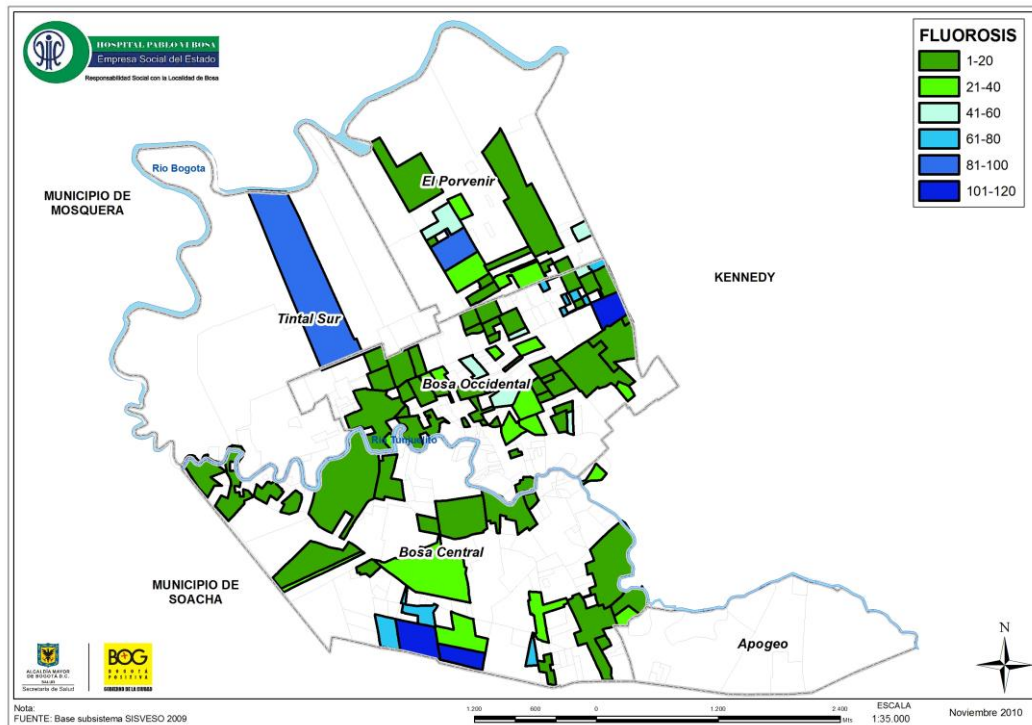 HOSPITAL PABLO VI BOSA
Empresa Social del Estado
Responsabilidad Social con la Localidad de Bosa
FLUOROSIS
1-20
21-40
41-60
61-80
81-100
101-120
Rio Bogota
MUNICIPIO DE
MOSQUERA
El Porvenir
KENNEDY
Tintal Sur
Bosa Occidental
Rio Tunjuelito
Bosa Central
MUNICIPIO DE
SOACHA
Apogeo
N
ALCALDÍA MAYOR
DE BOGOTÁ D.C.
SALUD
Secretaría de Salud
BOG
BOGOTÁ
POSITIVA
GOBIERNO DE LA CIUDAD
Nota:
FUENTE: Base subsistema SISVESO 2009
1.200 600 0 1.200 2.400
Mts
ESCALA
1:35.000
Noviembre 2010